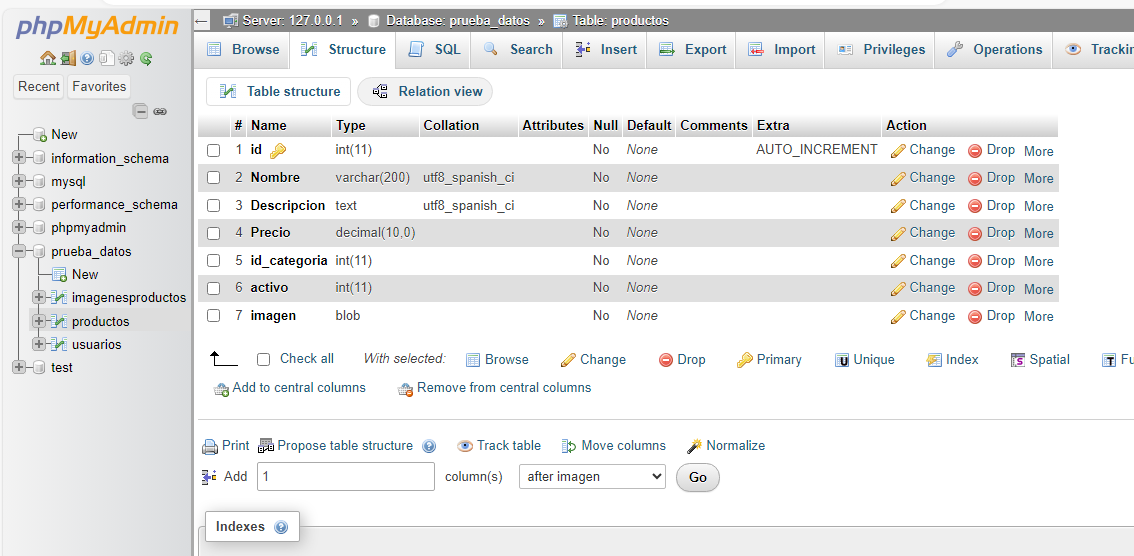 phpMyAdmin
Recent Favorites
New
information_schema
mysql
performance_schema
phpmyadmin
prueba_datos
New
imagenesproductos
productos
usuarios
test
Server: 127.0.0.1 » Database: prueba_datos » Table: productos
Browse Structure SQL Search Insert Export Import Privileges Operations Trackin
Table structure Relation view
# Name Type Collation Attributes Null Default Comments Extra Action
1 id int(11) No None AUTO_INCREMENT Change Drop More
2 Nombre varchar(200) utf8_spanish_ci No None Change Drop More
3 Descripcion text utf8_spanish_ci No None Change Drop More
4 Precio decimal(10,0) No None Change Drop More
5 id_categoria int(11) No None Change Drop More
6 activo int(11) No None Change Drop More
7 imagen blob No None Change Drop More
Check all With selected: Browse Change Drop Primary Unique Index Spatial Fu
Add to central columns Remove from central columns
Print Propose table structure Track table Move columns Normalize
Add 1 column(s) after imagen Go
Indexes